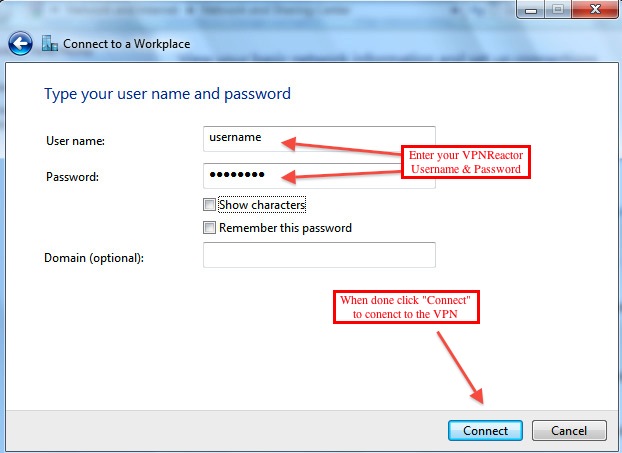 Connect to a Workplace
Type your user name and password
User name:
username
Enter your VPNReactor
Username & Password
Password:
●●●●●●●●
Show characters
Remember this password
Domain (optional):
When done click "Connect"
to conenct to the VPN
Connect
Cancel